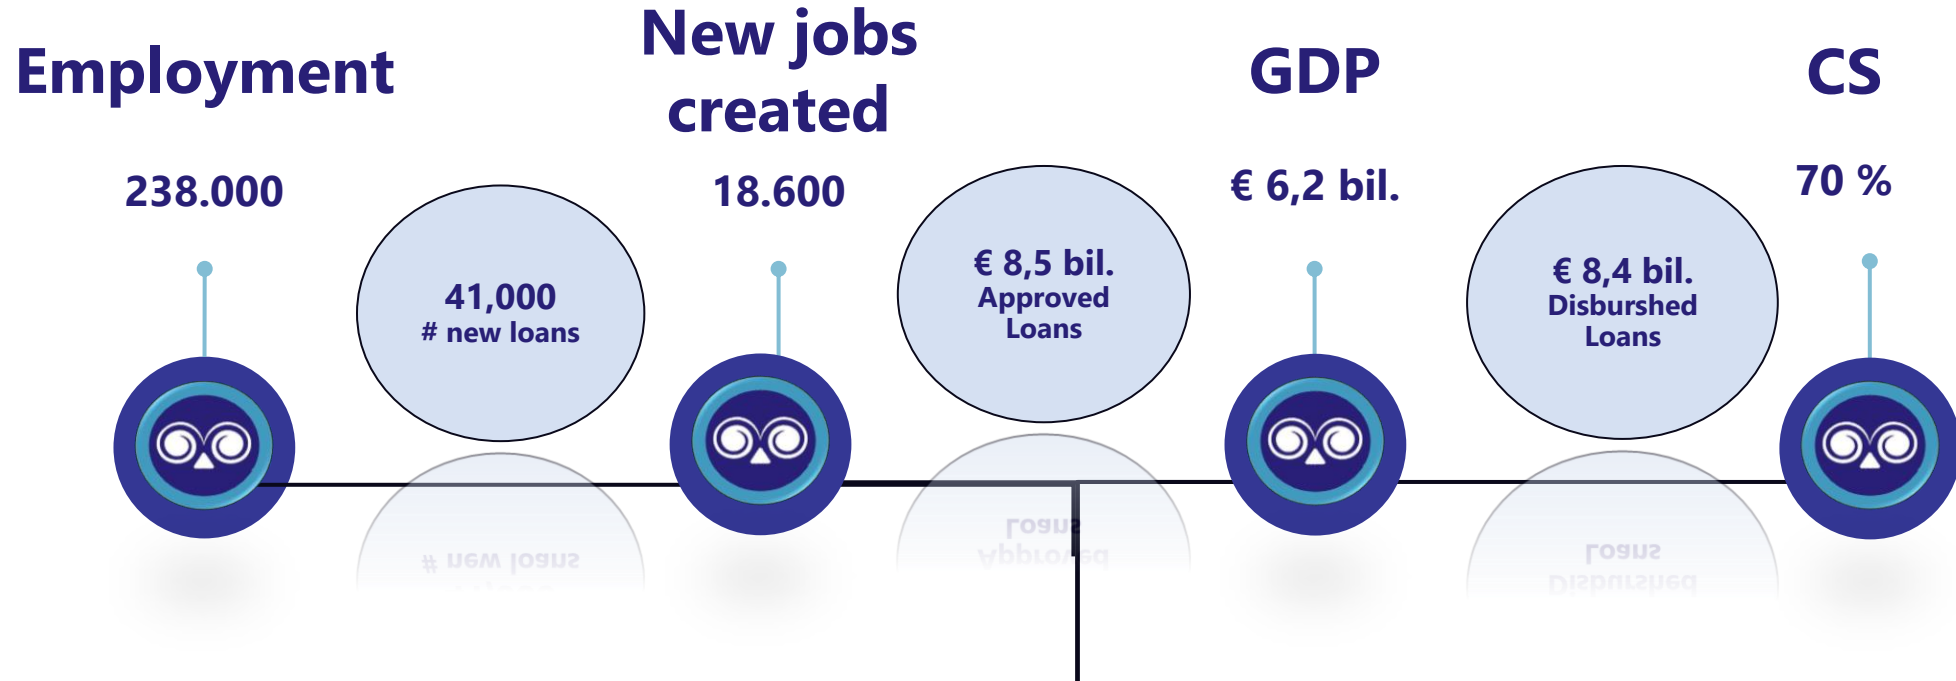 Employment
New jobs
created
GDP
CS
238.000
18.600
€ 6,2 bil.
70 %
41,000
# new loans
€ 8,5 bil.
Approved
Loans
€ 8,4 bil.
Disburshed
Loans